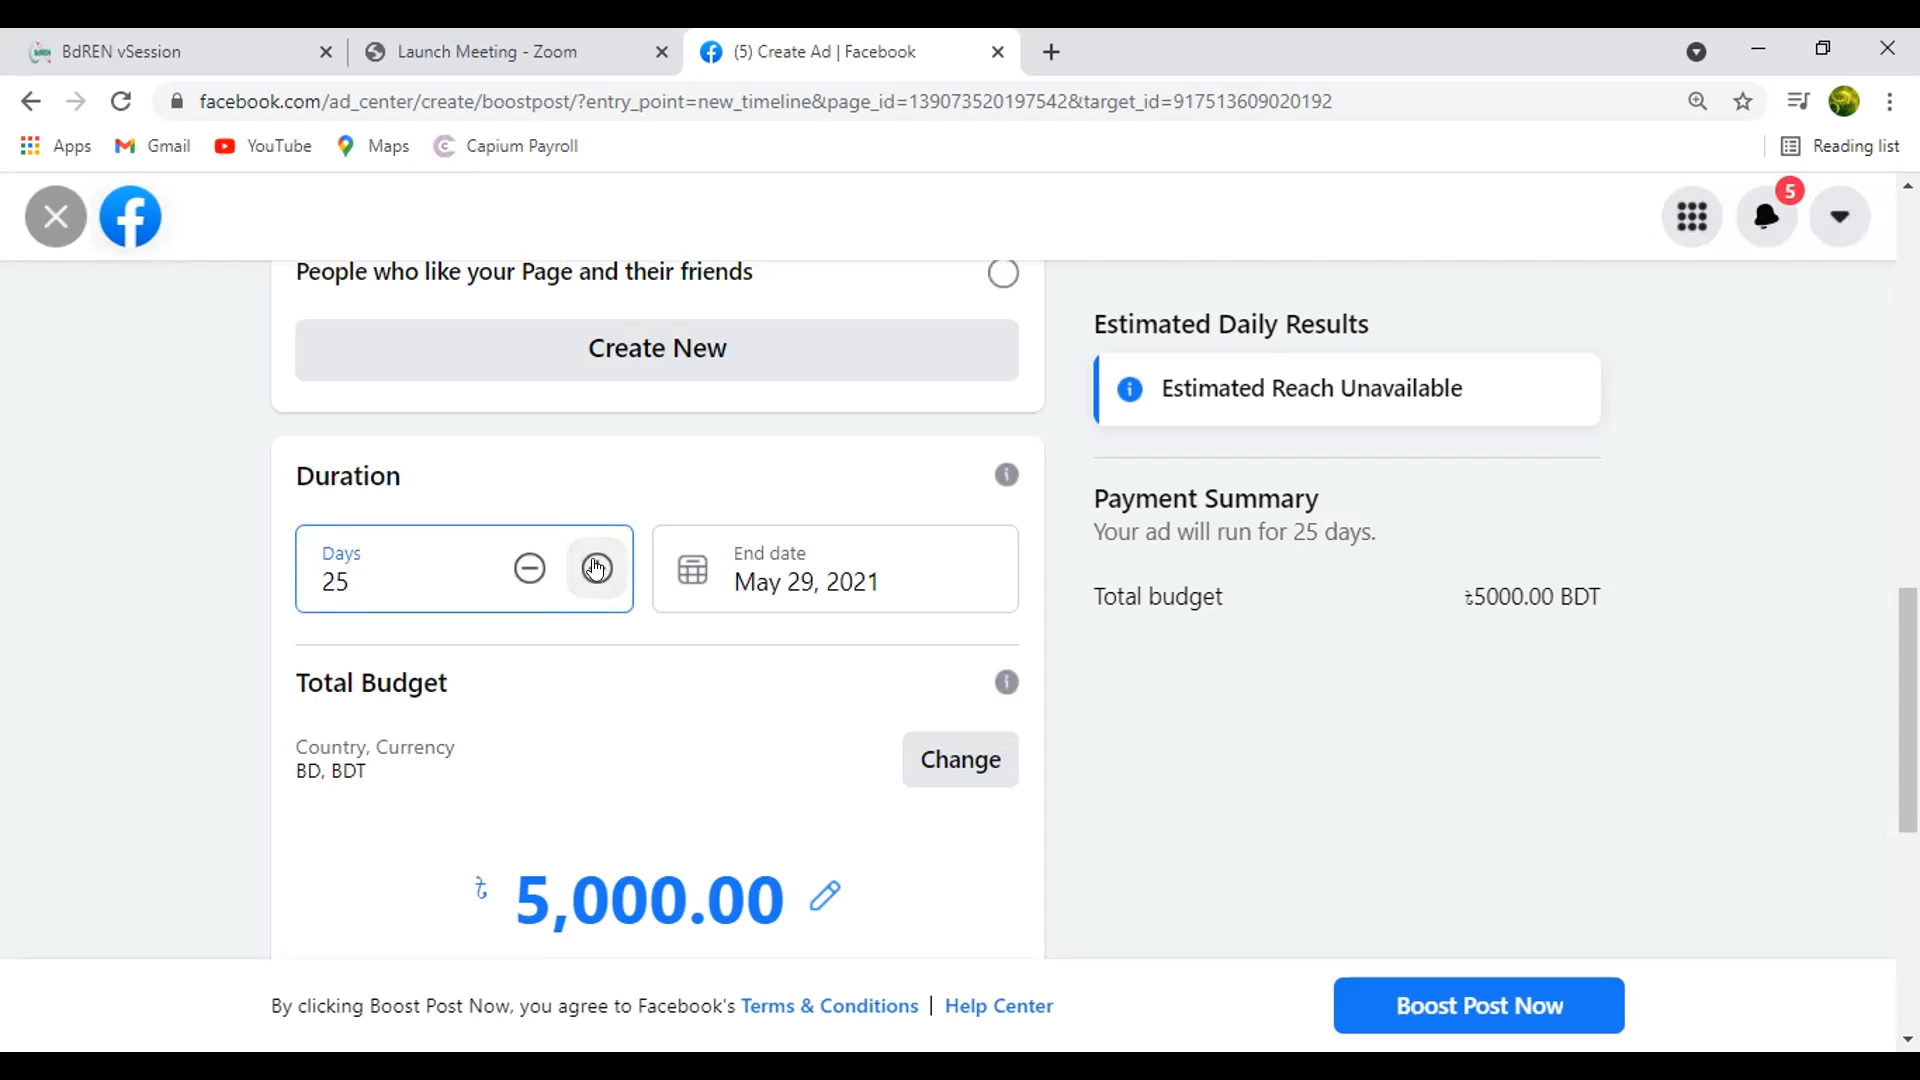 BdREN vSession
Launch Meeting - Zoom
(5) Create Ad | Facebook
facebook.com/ad_center/create/boostpost/?entry_point=new_timeline&page_id=139073520197542&target_id=917513609020192
Apps
Gmail
YouTube
Maps
Capium Payroll
Reading list
5
People who like your Page and their friends
Create New
Estimated Daily Results
Estimated Reach Unavailable
Duration
Days
25
End date
May 29, 2021
Payment Summary
Your ad will run for 25 days.
Total budget ৳5000.00 BDT
Total Budget
Country, Currency
BD, BDT
Change
৳ 5,000.00
By clicking Boost Post Now, you agree to Facebook's Terms & Conditions | Help Center
Boost Post Now